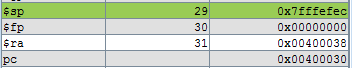 $sp 29 0x7fffefec
$fp 30 0x00000000
$ra 31 0x00400038
pc 0x00400030